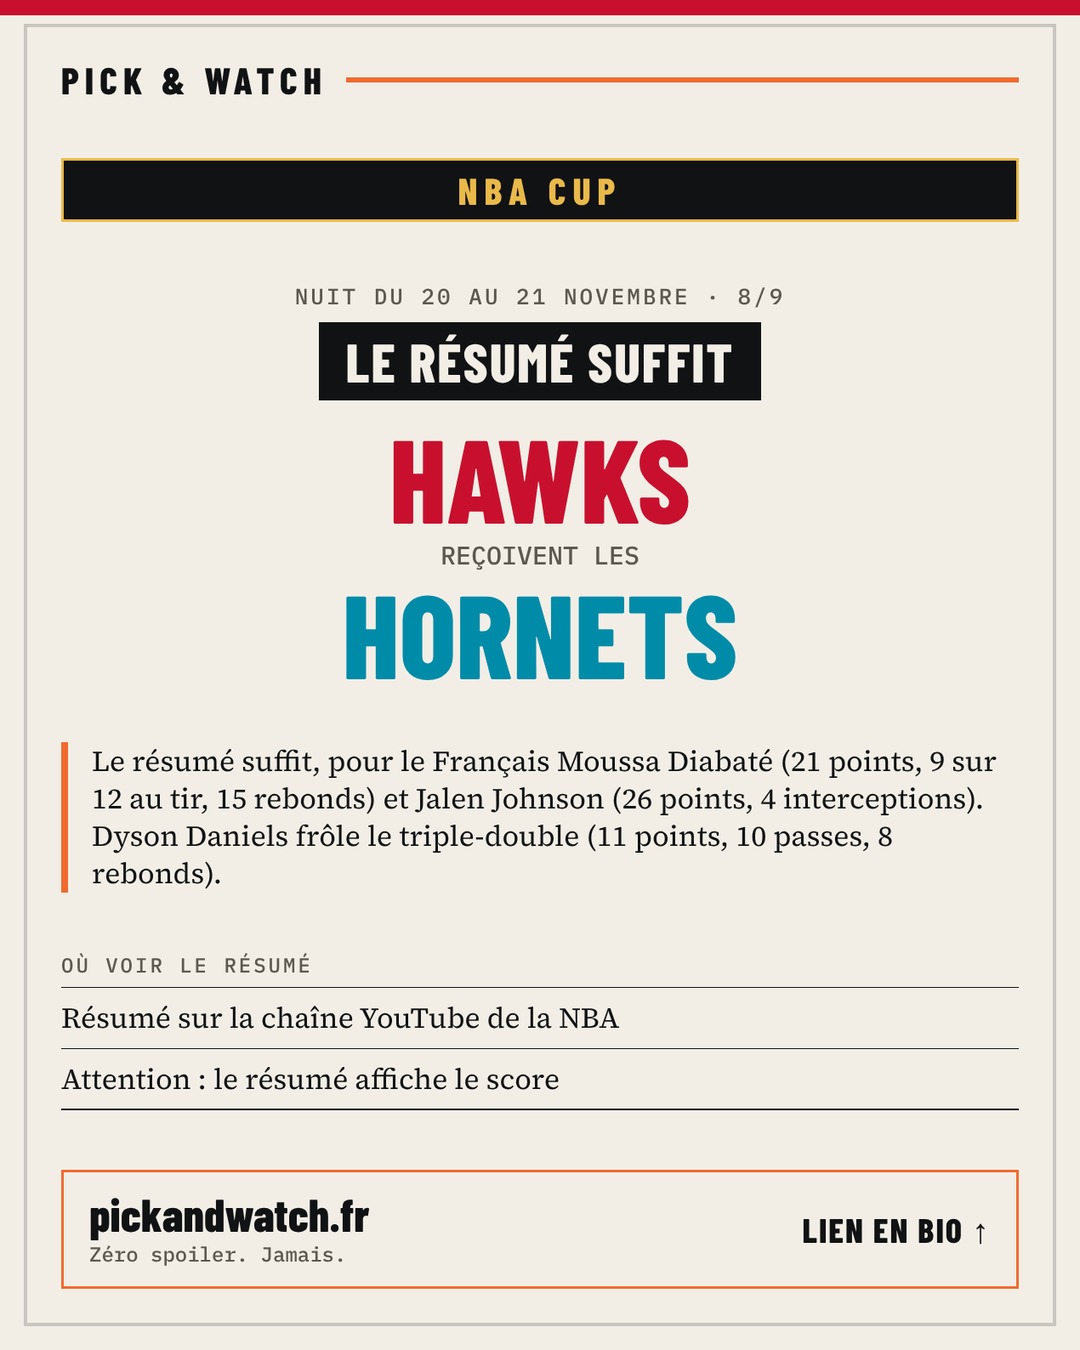 PICK & WATCH
NBA CUP
NUIT DU 20 AU 21 NOVEMBRE · 8/9
LE RÉSUMÉ SUFFIT
HAWKS
REÇOIVENT LES
HORNETS
Le résumé suffit, pour le Français Moussa Diabaté (21 points, 9 sur
12 au tir, 15 rebonds) et Jalen Johnson (26 points, 4 interceptions).
Dyson Daniels frôle le triple-double (11 points, 10 passes, 8
rebonds).
OÙ VOIR LE RÉSUMÉ
Résumé sur la chaîne YouTube de la NBA
Attention : le résumé affiche le score
pickandwatch.fr
Zéro spoiler. Jamais.
LIEN EN BIO ↑